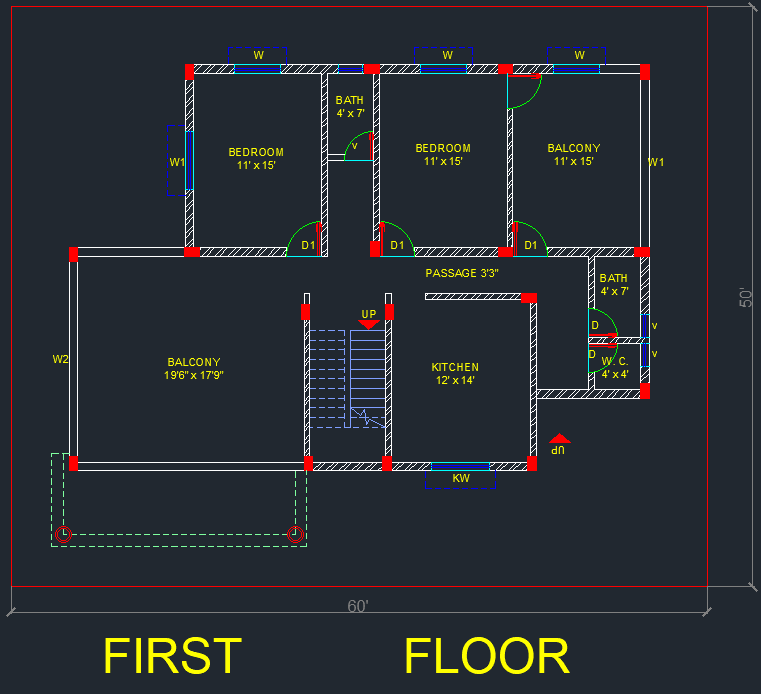 W
W
W
BATH
4' x 7'
v
BEDROOM
11' x 15'
BEDROOM
11' x 15'
BALCONY
11' x 15'
W1
W1
D1
D1
D1
PASSAGE 3'3"
BATH
4' x 7'
UP
D
v
D
W. C.
4' x 4'
v
W2
BALCONY
19'6" x 17'9"
KITCHEN
12' x 14'
UP
KW
50'
60'
FIRST FLOOR